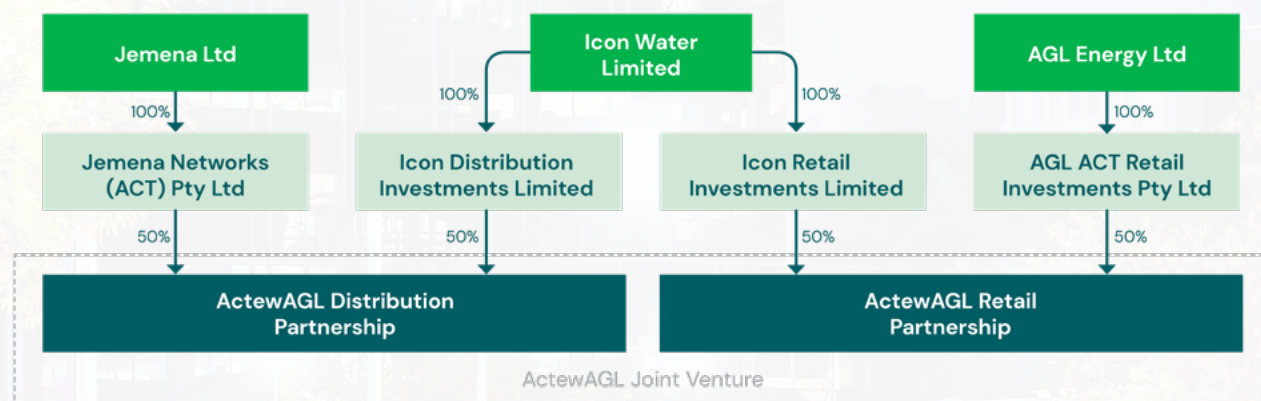 Jemena Ltd
Icon Water
Limited
AGL Energy Ltd
100%
100%
100%
100%
Jemena Networks
(ACT) Pty Ltd
Icon Distribution
Investments Limited
Icon Retail
Investments Limited
AGL ACT Retail
Investments Pty Ltd
50%
50%
50%
50%
ActewAGL Distribution
Partnership
ActewAGL Retail
Partnership
ActewAGL Joint Venture